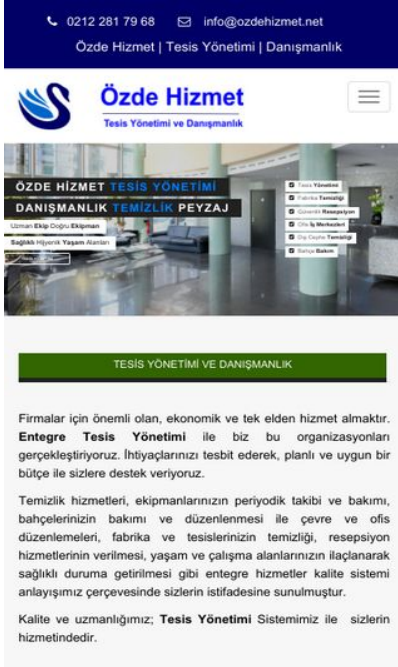 0212 281 79 68 info@ozdehizmet.net
Özde Hizmet | Tesis Yönetimi | Danışmanlık
Özde Hizmet
Tesis Yönetimi ve Danışmanlık
ÖZDE HİZMET TESİS YÖNETİMİ
DANIŞMANLIK TEMİZLİK PEYZAJ
Uzman Ekip Doğru Ekipman
Sağlıklı Hijyenik Yaşam Alanları
Tesis Yönetimi
Fabrika Temizliği
Güvenlik Resepsiyon
Ofis İş Merkezleri
Dış Cephe Temizliği
Bahçe Bakım
TESİS YÖNETİMİ VE DANIŞMANLIK
Firmalar için önemli olan, ekonomik ve tek elden hizmet almaktır.
Entegre Tesis Yönetimi ile biz bu organizasyonları
gerçekleştiriyoruz. İhtiyaçlarınızı tesbit ederek, planlı ve uygun bir
bütçe ile sizlere destek veriyoruz.
Temizlik hizmetleri, ekipmanlarınızın periyodik takibi ve bakımı,
bahçelerinizin bakımı ve düzenlenmesi ile çevre ve ofis
düzenlemeleri, fabrika ve tesislerinizin temizliği, resepsiyon
hizmetlerinin verilmesi, yaşam ve çalışma alanlarınızın ilaçlanarak
sağlıklı duruma getirilmesi gibi entegre hizmetler kalite sistemi
anlayışımız çerçevesinde sizlerin istifadesine sunulmuştur.
Kalite ve uzmanlığımız; Tesis Yönetimi Sistemimiz ile sizlerin
hizmetindedir.